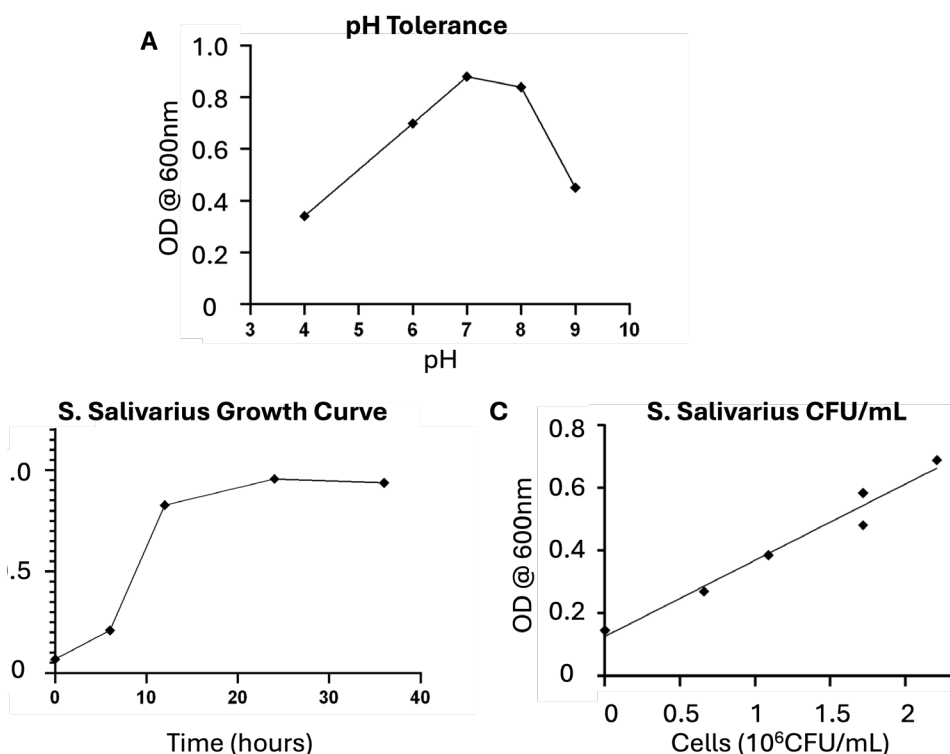 A
pH Tolerance
OD @ 600nm
1.0
0.8
0.6
0.4
0.2
0
3 4 5 6 7 8 9 10
pH
S. Salivarius Growth Curve
.0
.5
0
0 10 20 30 40
Time (hours)
C
S. Salivarius CFU/mL
OD @ 600nm
0.8
0.6
0.4
0.2
0
0 0.5 1 1.5 2
Cells (10⁶CFU/mL)